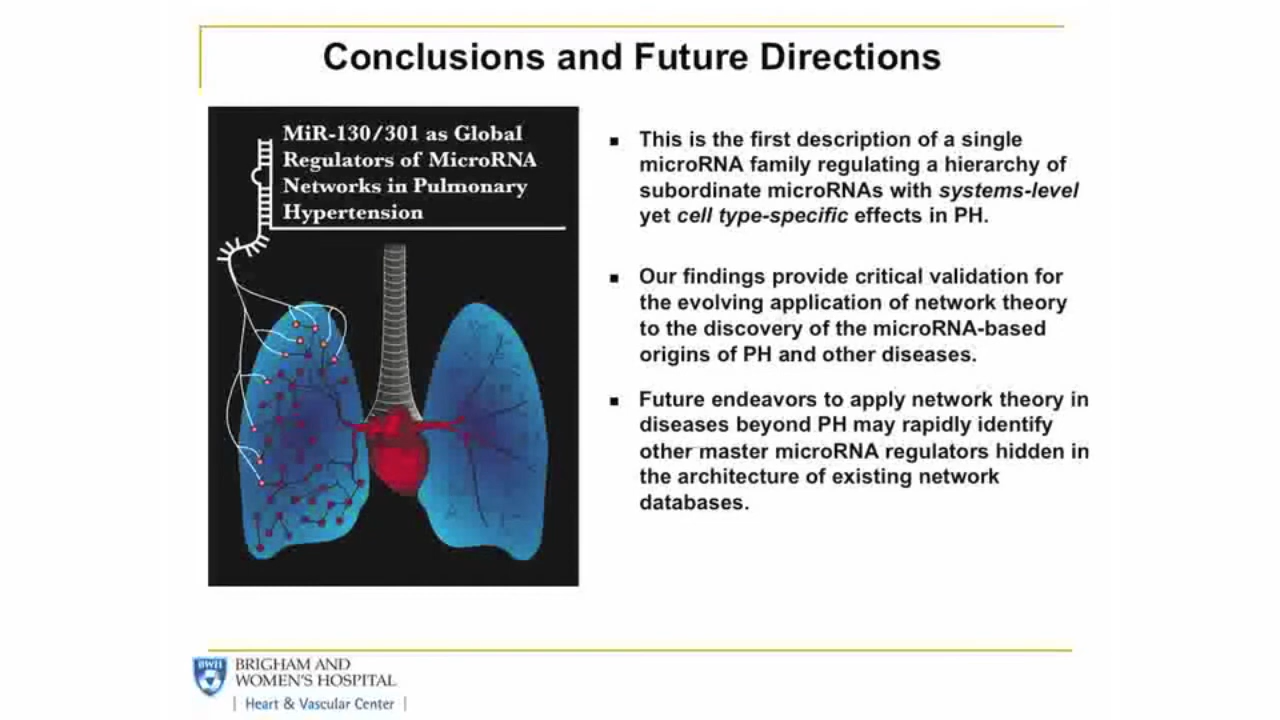 Conclusions and Future Directions
MiR-130/301 as Global
Regulators of MicroRNA
Networks in Pulmonary
Hypertension
▪ This is the first description of a single
microRNA family regulating a hierarchy of
subordinate microRNAs with systems-level
yet cell type-specific effects in PH.
▪ Our findings provide critical validation for
the evolving application of network theory
to the discovery of the microRNA-based
origins of PH and other diseases.
▪ Future endeavors to apply network theory in
diseases beyond PH may rapidly identify
other master microRNA regulators hidden in
the architecture of existing network
databases.
BWH
BRIGHAM AND
WOMEN'S HOSPITAL
| Heart & Vascular Center |